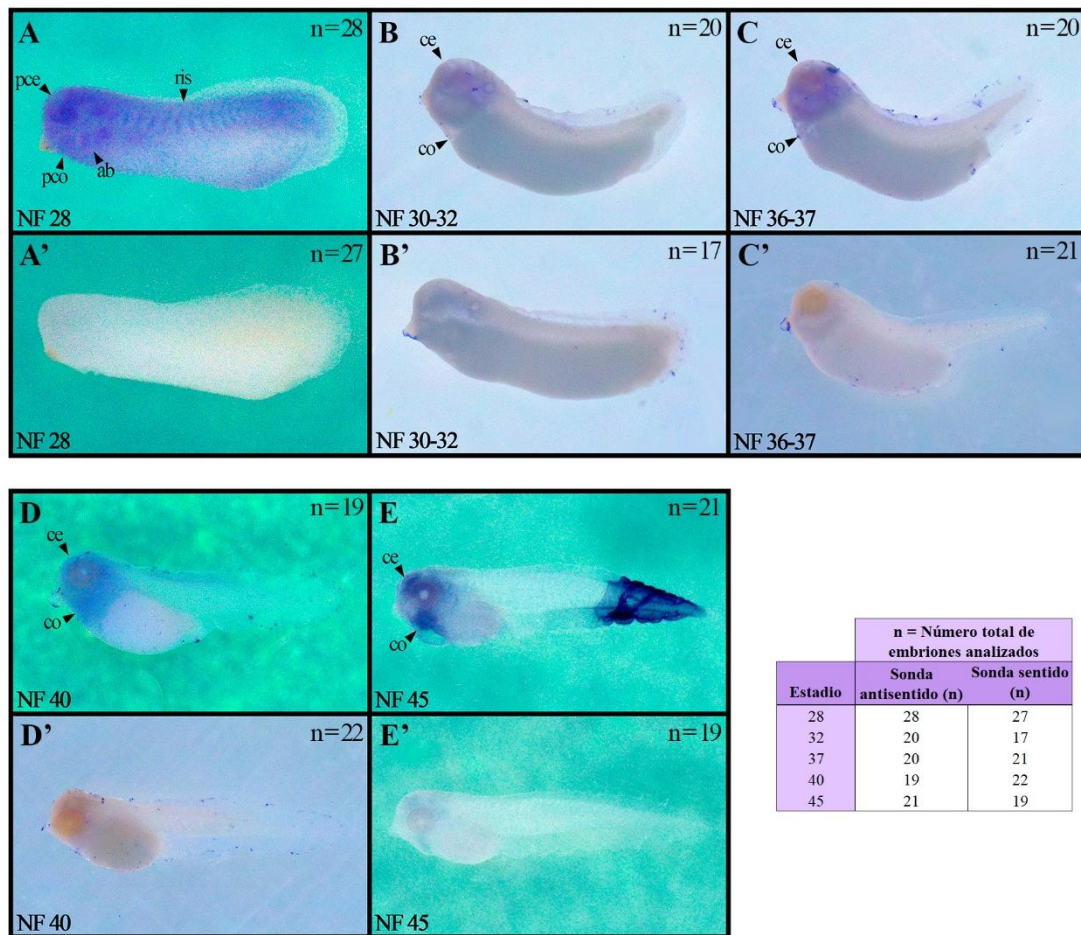 A n=28
pce
ris
pco
ab
NF 28
B n=20
ce
co
NF 30-32
C n=20
ce
co
NF 36-37
A’ n=27
NF 28
B’ n=17
NF 30-32
C’ n=21
NF 36-37
D n=19
ce
co
NF 40
E n=21
ce
co
NF 45
D’ n=22
NF 40
E’ n=19
NF 45
n = Número total de
embriones analizados
Estadio Sonda antisentido (n) Sonda sentido (n)
28 28 27
32 20 17
37 20 21
40 19 22
45 21 19